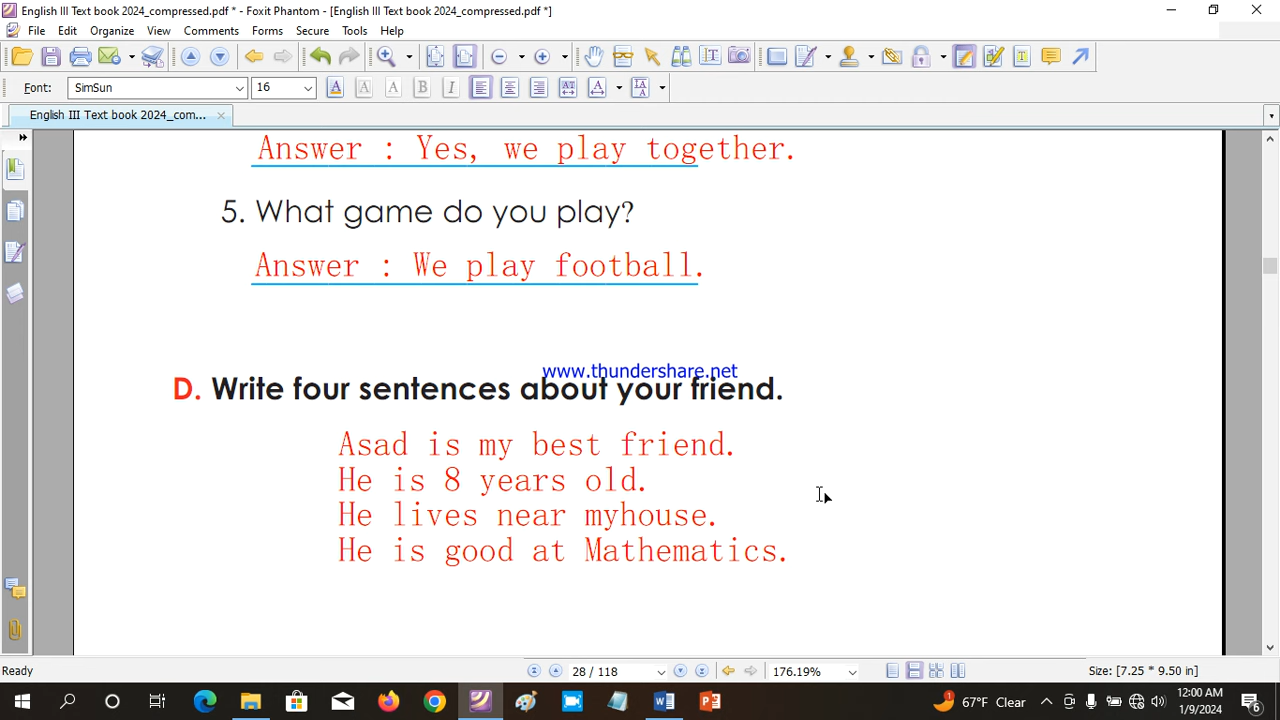 English III Text book 2024_compressed.pdf * - Foxit Phantom - [English III Text book 2024_compressed.pdf *]
File Edit Organize View Comments Forms Secure Tools Help
Font: SimSun 16
English III Text book 2024_com...
Answer : Yes, we play together.
5. What game do you play?
Answer : We play football.
www.thundershare.net
D. Write four sentences about your friend.
Asad is my best friend.
He is 8 years old.
He lives near myhouse.
He is good at Mathematics.
Ready 28 / 118 176.19% Size: [7.25 * 9.50 in]
67°F Clear 12:00 AM
1/9/2024 6